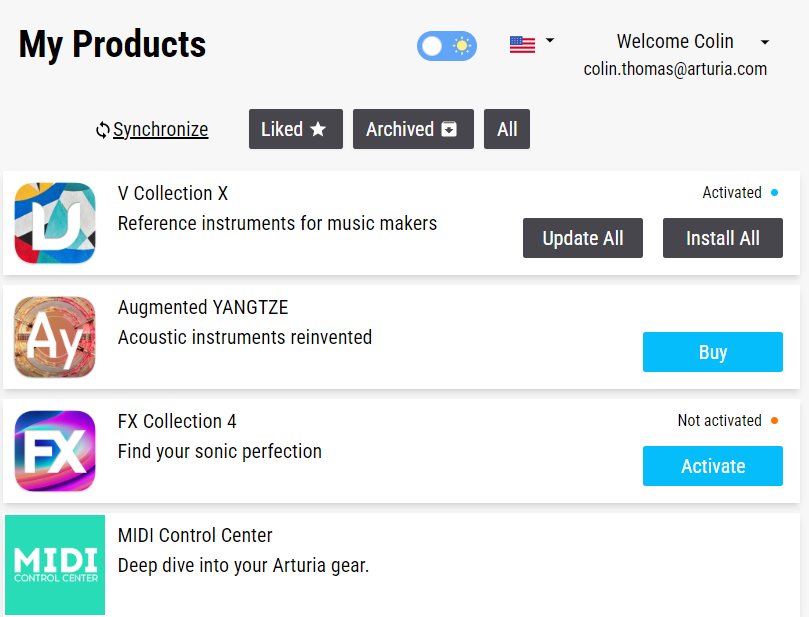 My Products
Welcome Colin
colin.thomas@arturia.com
Synchronize
Liked
Archived
All
V Collection X
Activated
Reference instruments for music makers
Update All
Install All
Ay
Augmented YANGTZE
Acoustic instruments reinvented
Buy
FX
FX Collection 4
Not activated
Find your sonic perfection
Activate
MIDI
CONTROL CENTER
MIDI Control Center
Deep dive into your Arturia gear.